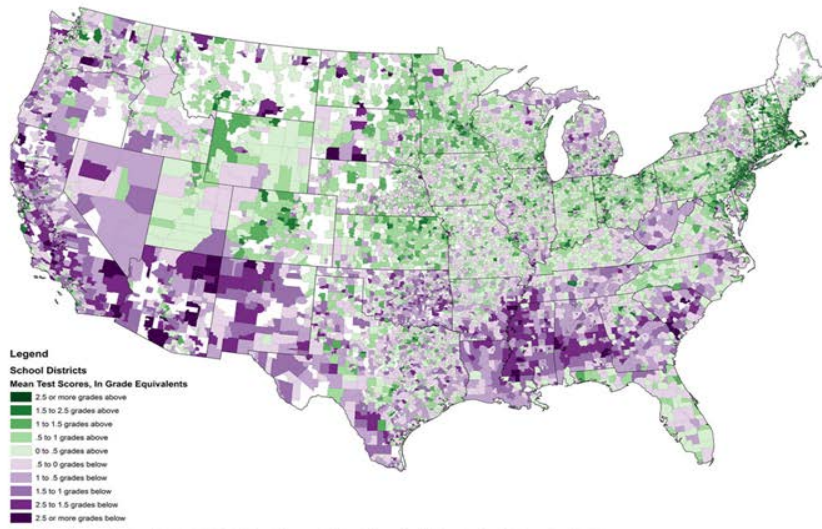 Legend
School Districts
Mean Test Scores, In Grade Equivalents
2.5 or more grades above
1.5 to 2.5 grades above
1 to 1.5 grades above
.5 to 1 grades above
0 to .5 grades above
.5 to 0 grades below
1 to .5 grades below
1.5 to 1 grades below
2.5 to 1.5 grades below
2.5 or more grades below